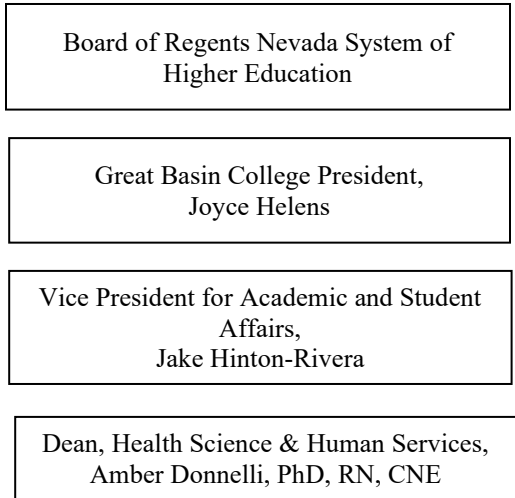 Board of Regents Nevada System of
Higher Education
Great Basin College President,
Joyce Helens
Vice President for Academic and Student
Affairs,
Jake Hinton-Rivera
Dean, Health Science & Human Services,
Amber Donnelli, PhD, RN, CNE